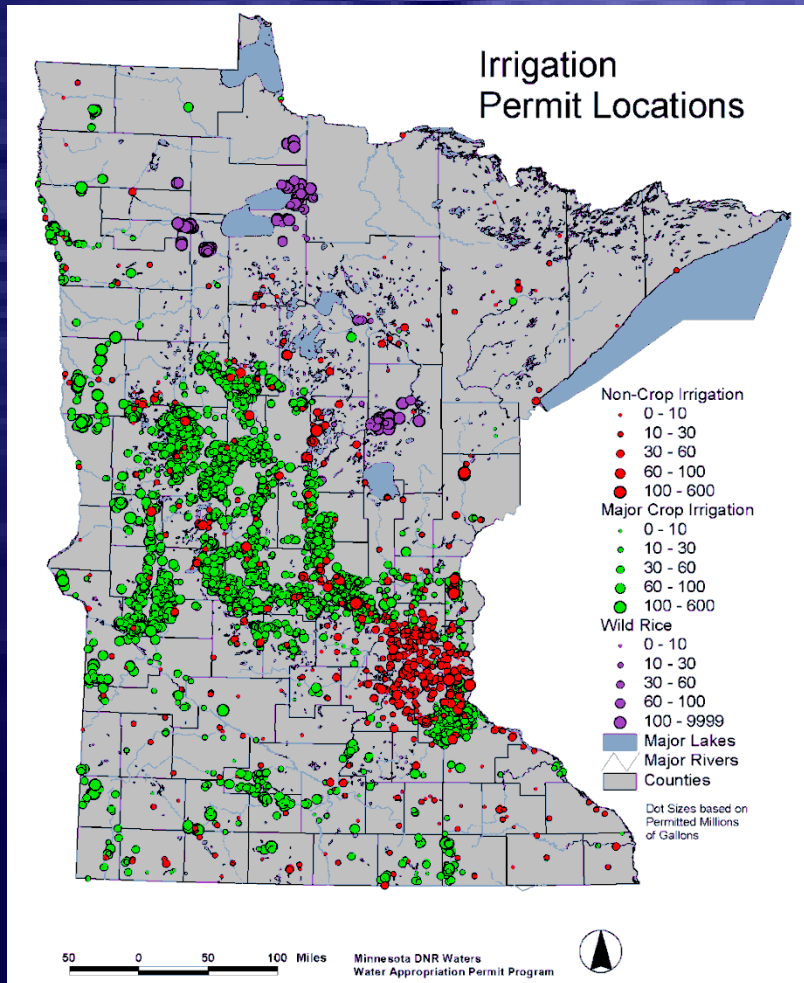 Irrigation
Permit Locations
Non-Crop Irrigation
0 - 10
10 - 30
30 - 60
60 - 100
100 - 600
Major Crop Irrigation
0 - 10
10 - 30
30 - 60
60 - 100
100 - 600
Wild Rice
0 - 10
10 - 30
30 - 60
60 - 100
100 - 9999
Major Lakes
Major Rivers
Counties
Dot Sizes based on
Permitted Millions
of Gallons
50 0 50 100 Miles
Minnesota DNR Waters
Water Appropriation Permit Program